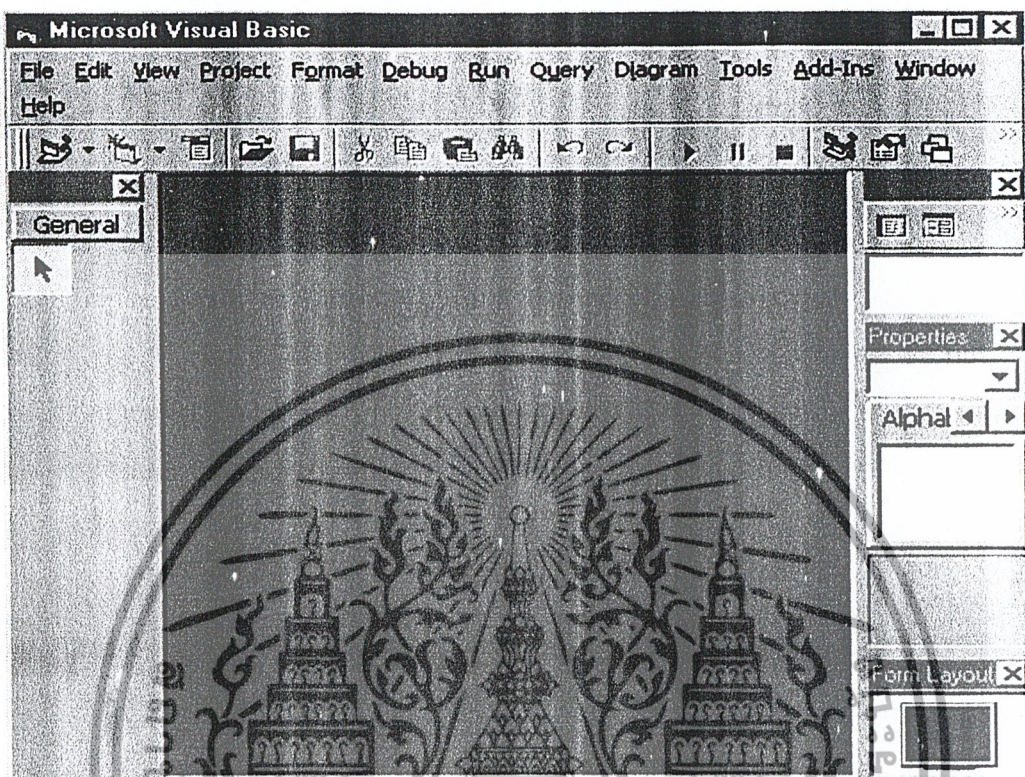 Microsoft Visual Basic
File Edit View Project Format Debug Run Query Diagram Tools Add-Ins Window
Help
General
Properties
Alphal
Form Layout